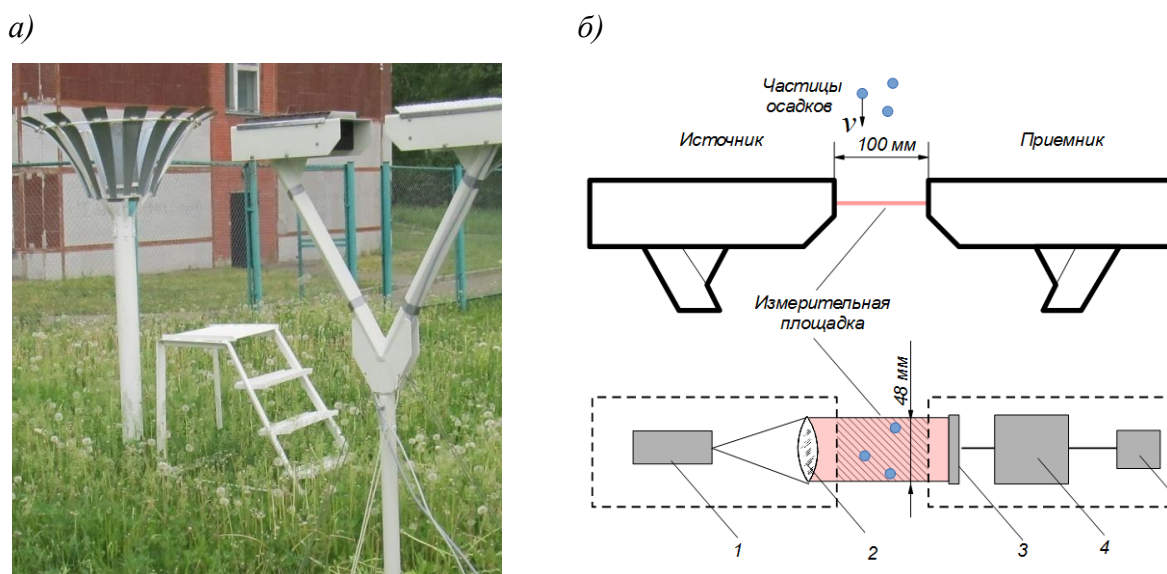 а)
б)
Частицы
осадков
v
Источник
100 мм
Приемник
Измерительная
площадка
48 мм
1
2
3
4